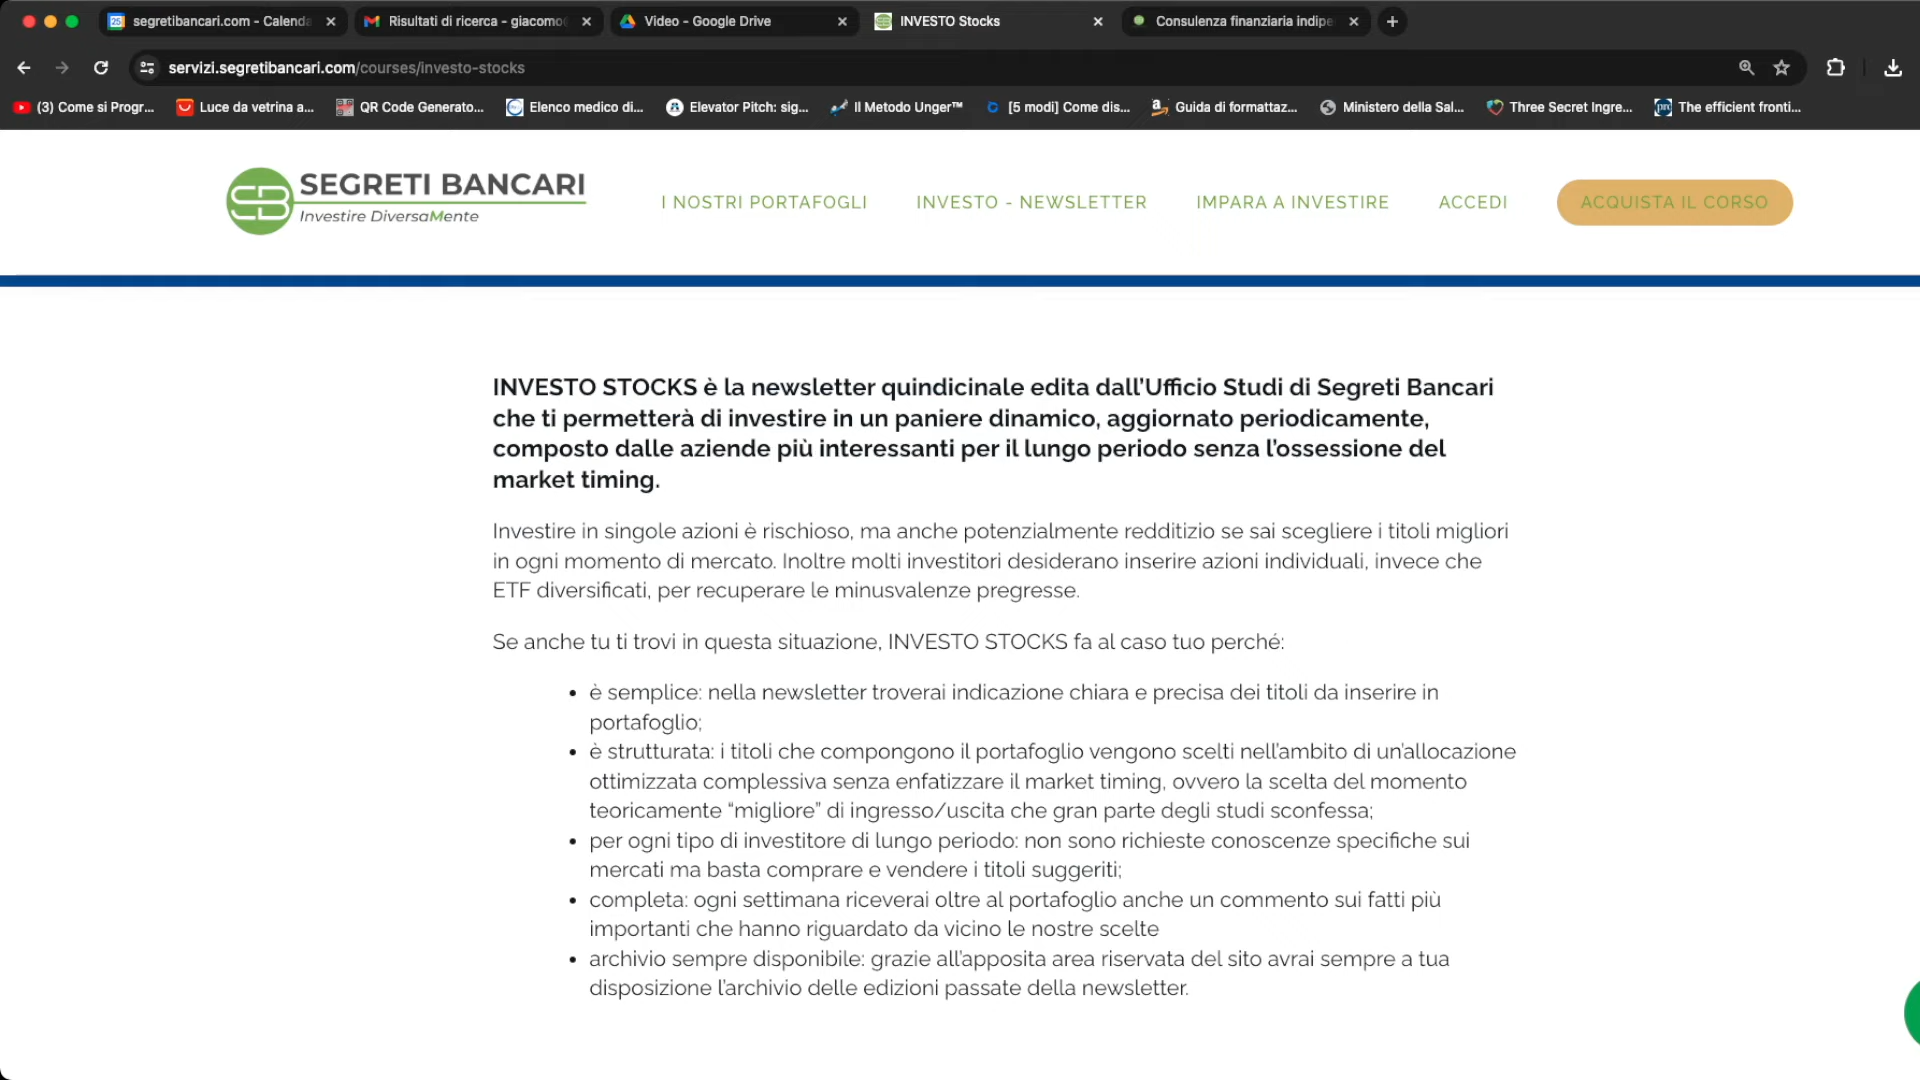 segretibancari.com - Calenda
Risultati di ricerca - giacomo
Video - Google Drive
INVESTO Stocks
Consulenza finanziaria indipe
servizi.segretibancari.com/courses/investo-stocks
(3) Come si Progr...
Luce da vetrina a...
QR Code Generato...
Elenco medico di...
Elevator Pitch: sig...
Il Metodo Unger™
[5 modi] Come dis...
Guida di formattaz...
Ministero della Sal...
Three Secret Ingre...
The efficient fronti...
SB SEGRETI BANCARI
Investire DiversaMente
I NOSTRI PORTAFOGLI
INVESTO - NEWSLETTER
IMPARA A INVESTIRE
ACCEDI
ACQUISTA IL CORSO
INVESTO STOCKS è la newsletter quindicinale edita dall’Ufficio Studi di Segreti Bancari
che ti permetterà di investire in un paniere dinamico, aggiornato periodicamente,
composto dalle aziende più interessanti per il lungo periodo senza l’ossessione del
market timing.
Investire in singole azioni è rischioso, ma anche potenzialmente redditizio se sai scegliere i titoli migliori
in ogni momento di mercato. Inoltre molti investitori desiderano inserire azioni individuali, invece che
ETF diversificati, per recuperare le minusvalenze pregresse.
Se anche tu ti trovi in questa situazione, INVESTO STOCKS fa al caso tuo perché:
• è semplice: nella newsletter troverai indicazione chiara e precisa dei titoli da inserire in
portafoglio;
• è strutturata: i titoli che compongono il portafoglio vengono scelti nell’ambito di un’allocazione
ottimizzata complessiva senza enfatizzare il market timing, ovvero la scelta del momento
teoricamente “migliore” di ingresso/uscita che gran parte degli studi sconfessa;
• per ogni tipo di investitore di lungo periodo: non sono richieste conoscenze specifiche sui
mercati ma basta comprare e vendere i titoli suggeriti;
• completa: ogni settimana riceverai oltre al portafoglio anche un commento sui fatti più
importanti che hanno riguardato da vicino le nostre scelte
• archivio sempre disponibile: grazie all’apposita area riservata del sito avrai sempre a tua
disposizione l’archivio delle edizioni passate della newsletter.